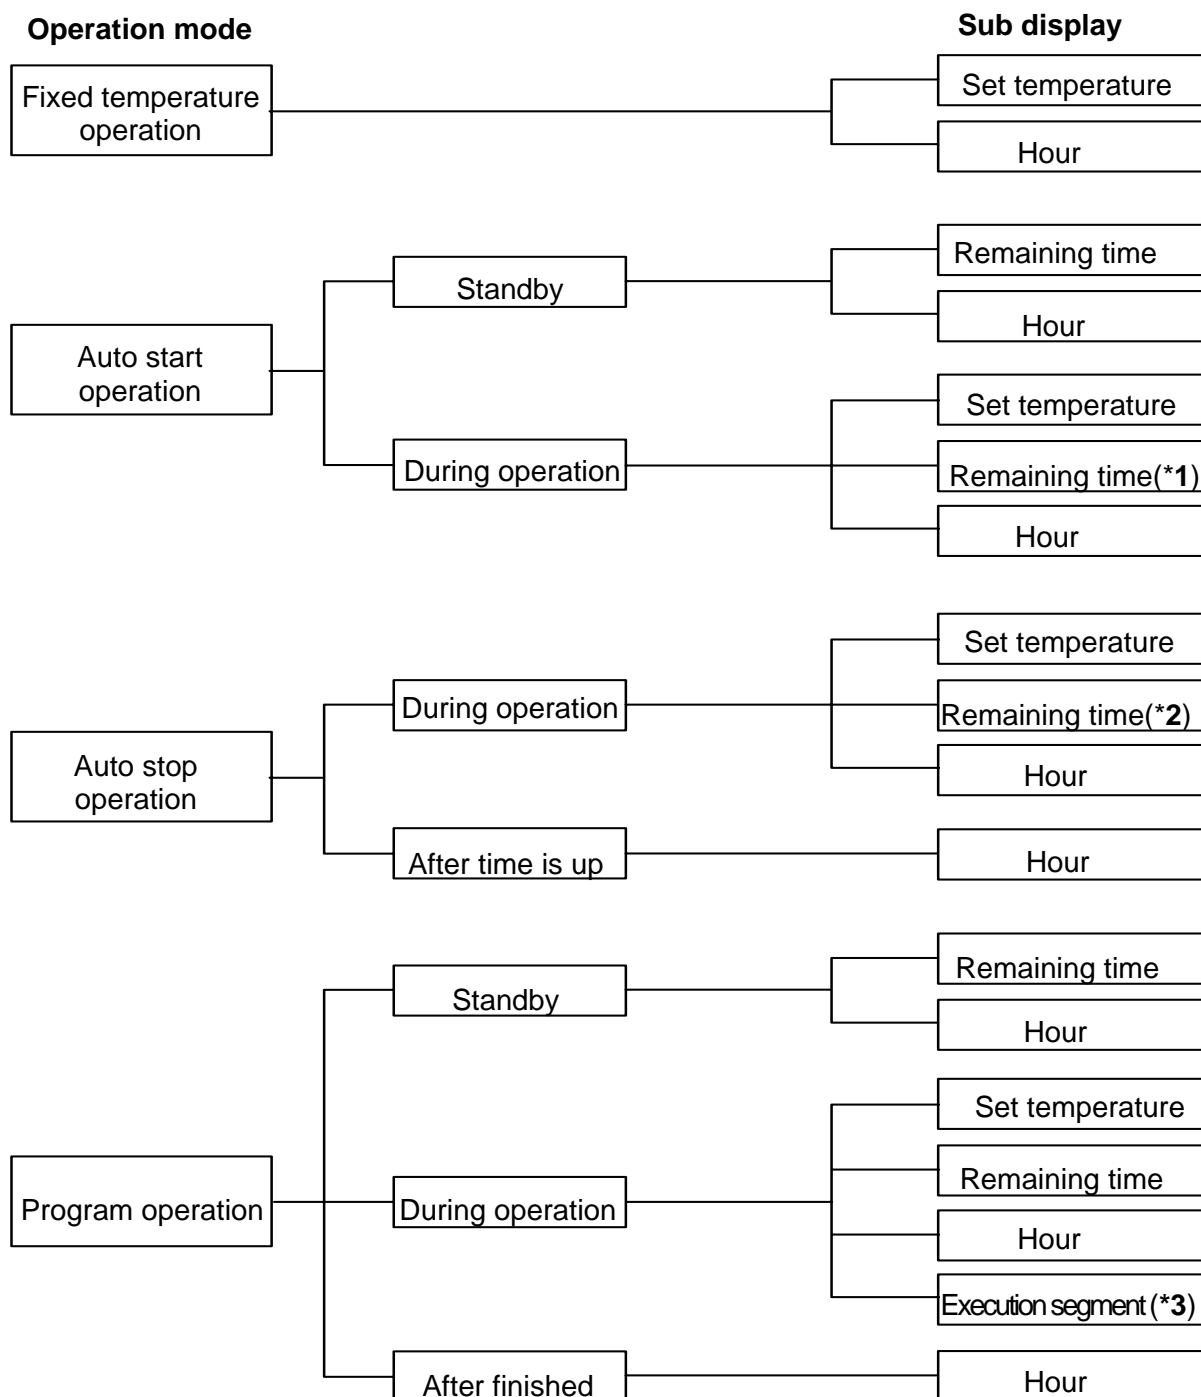 Operation mode
Sub display
Fixed temperature
operation
Set temperature
Hour
Auto start
operation
Standby
Remaining time
Hour
During operation
Set temperature
Remaining time(*1)
Hour
Auto stop
operation
During operation
Set temperature
Remaining time(*2)
Hour
After time is up
Hour
Program operation
Standby
Remaining time
Hour
During operation
Set temperature
Remaining time
Hour
Execution segment (*3)
After finished
Hour